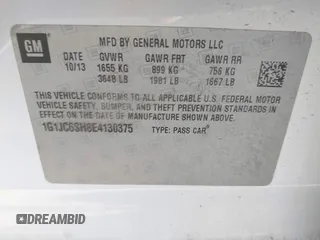 GM
MFD BY GENERAL MOTORS LLC
DATE GVWR GAWR FRT GAWR RR
10/13 1655 KG 899 KG 756 KG
3648 LB 1981 LB 1667 LB
THIS VEHICLE CONFORMS TO ALL APPLICABLE U.S. FEDERAL MOTOR VEHICLE
SAFETY, BUMPER, AND THEFT PREVENTION STANDARDS IN
EFFECT ON THE DATE OF MANUFACTURE SHOWN ABOVE.
1G1JC6SH8E4130375 TYPE: PASS CAR
© DAS.WORLD